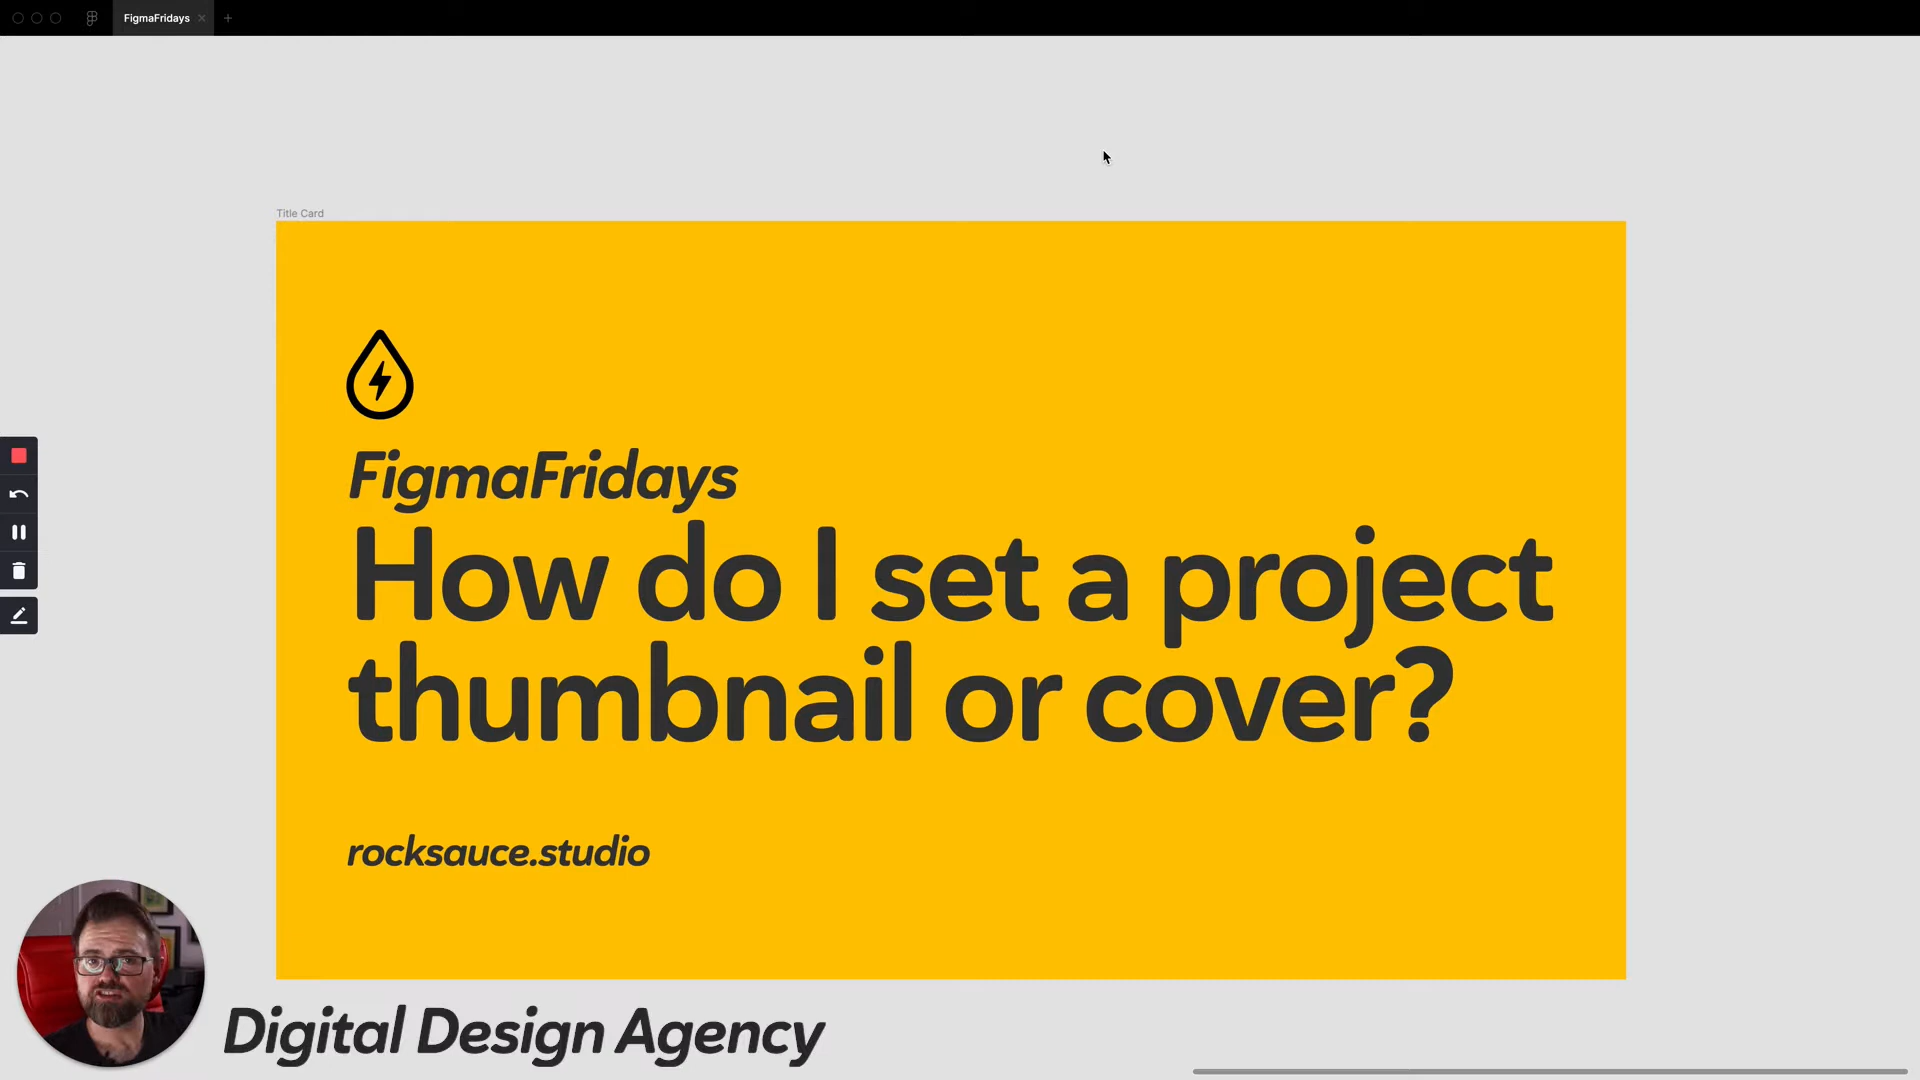 FigmaFridays
Title Card
FigmaFridays
How do I set a project
thumbnail or cover?
rocksauce.studio
Digital Design Agency